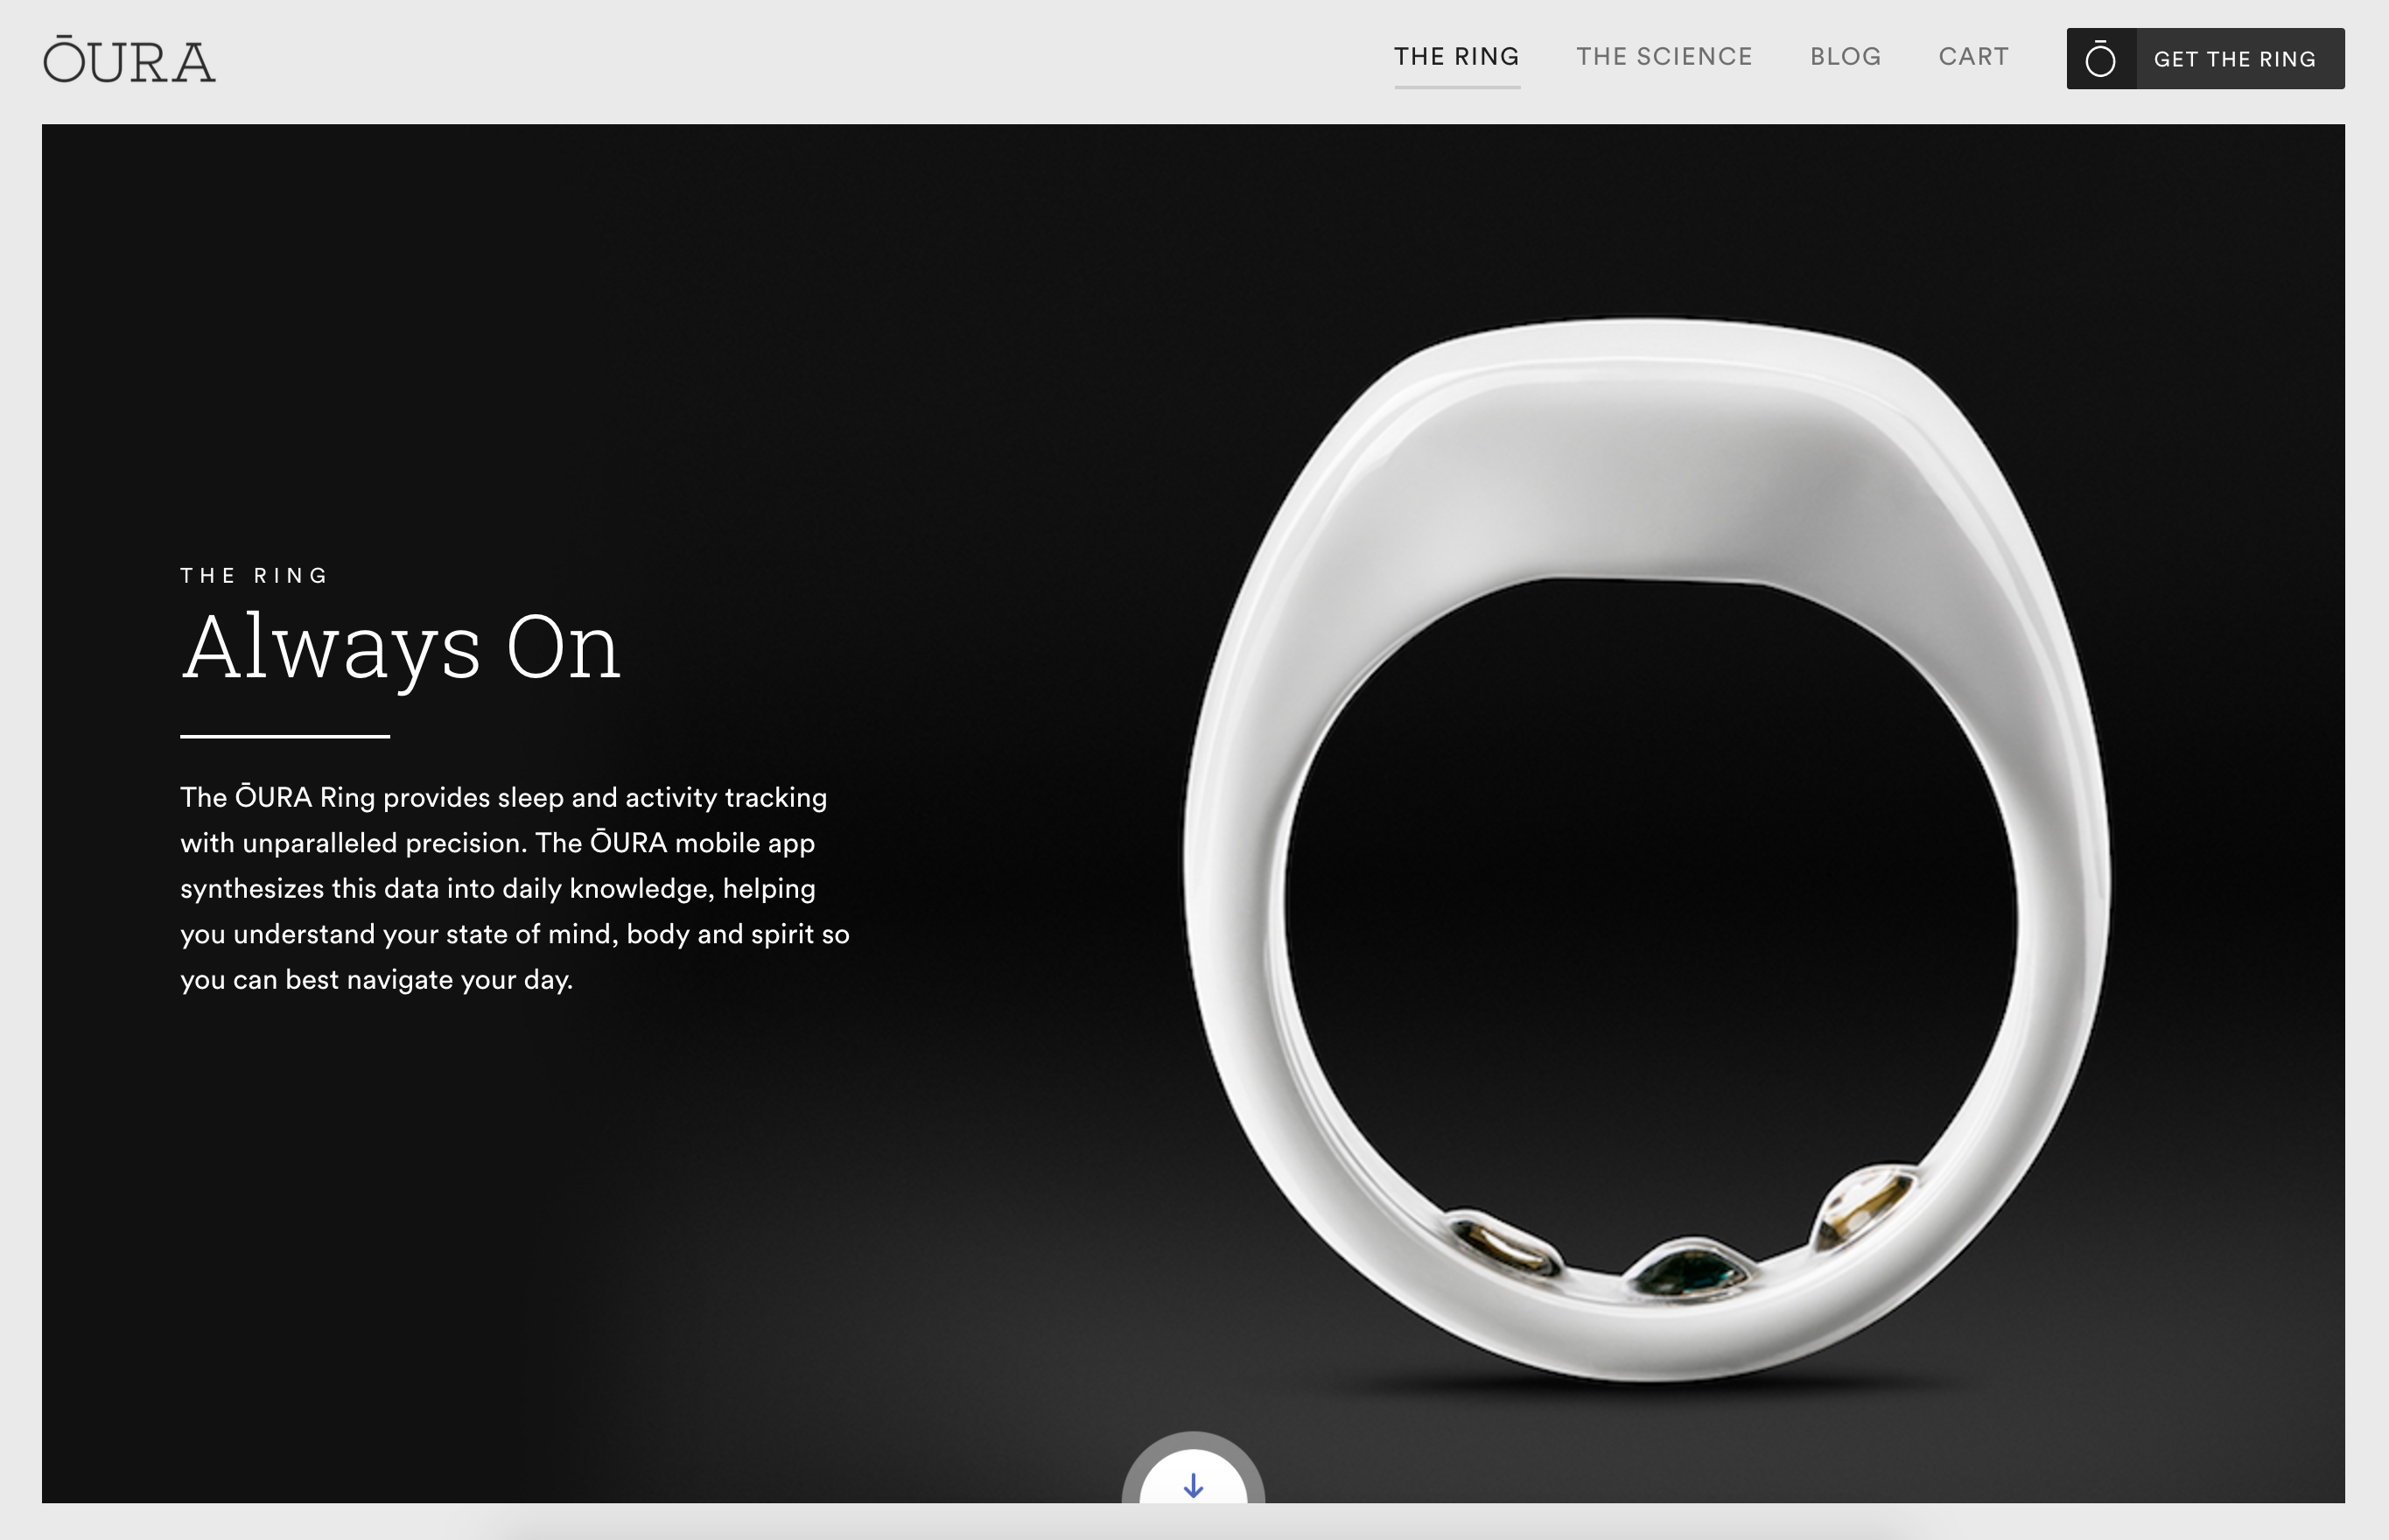 ŌURA
THE RING
THE SCIENCE
BLOG
CART
Ō
GET THE RING
THE RING
Always On
The ŌURA Ring provides sleep and activity tracking
with unparalleled precision. The ŌURA mobile app
synthesizes this data into daily knowledge, helping
you understand your state of mind, body and spirit so
you can best navigate your day.